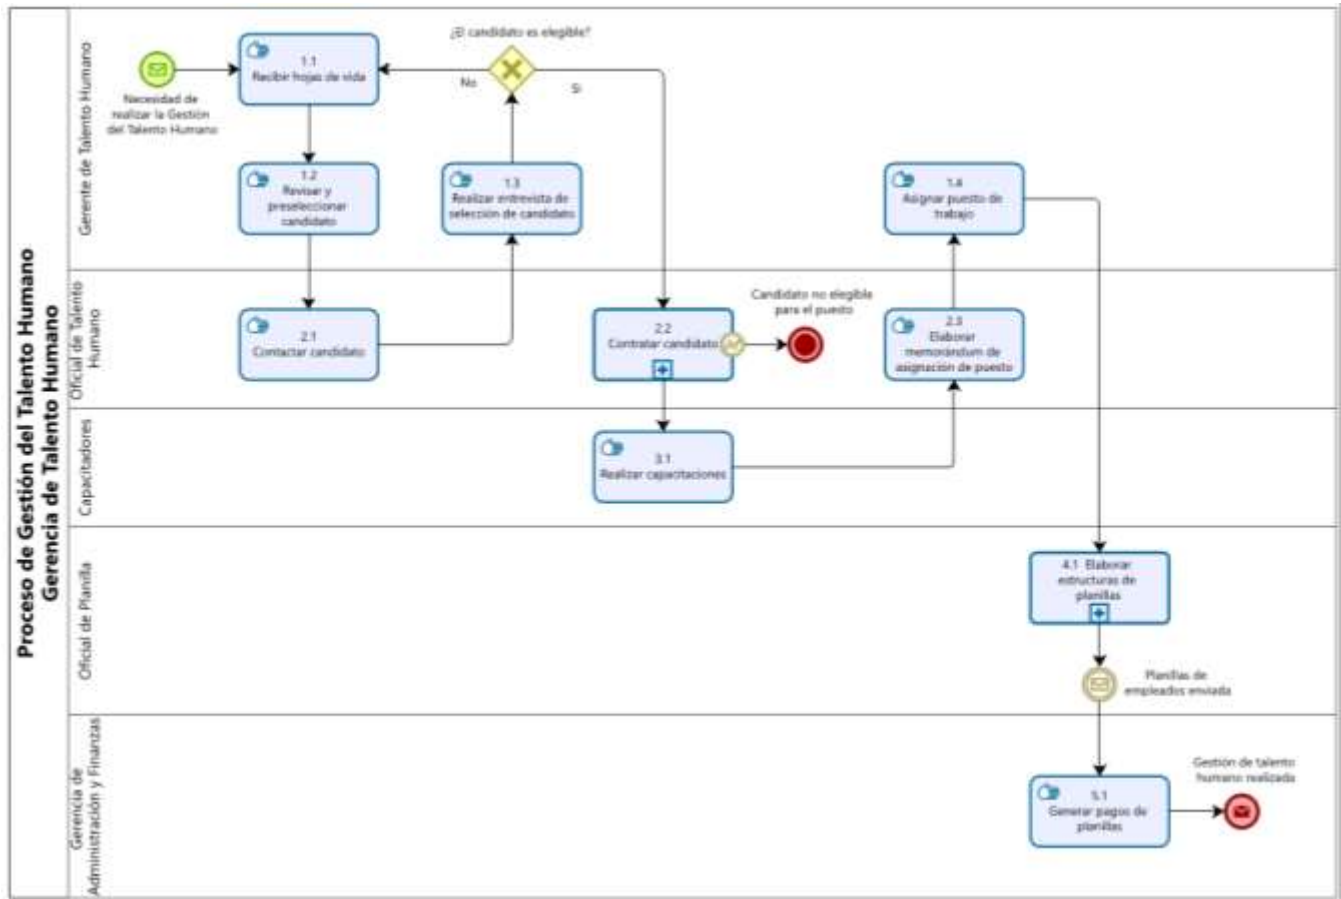 Proceso de Gestión del Talento Humano
Gerencia de Talento Humano
Gerente de Talento Humano
Necesidad de
realizar la Gestión
del Talento Humano
1.1
Recibir hojas de vida
¿El candidato es elegible?
No
Si
1.2
Revisar y
preseleccionar
candidato
1.3
Realizar entrevista de
selección de candidato
1.4
Asignar puesto de
trabajo
Oficial de Talento
Humano
2.1
Contactar candidato
2.2
Contratar candidato
Candidato no elegible
para el puesto
2.3
Elaborar
memorándum de
asignación de puesto
Capacitadores
3.1
Realizar capacitaciones
Oficial de Planilla
4.1 Elaborar
estructuras de
planillas
Planillas de
empleados enviada
Gerencia de
Administración y Finanzas
5.1
Generar pagos de
planillas
Gestión de talento
humano realizada